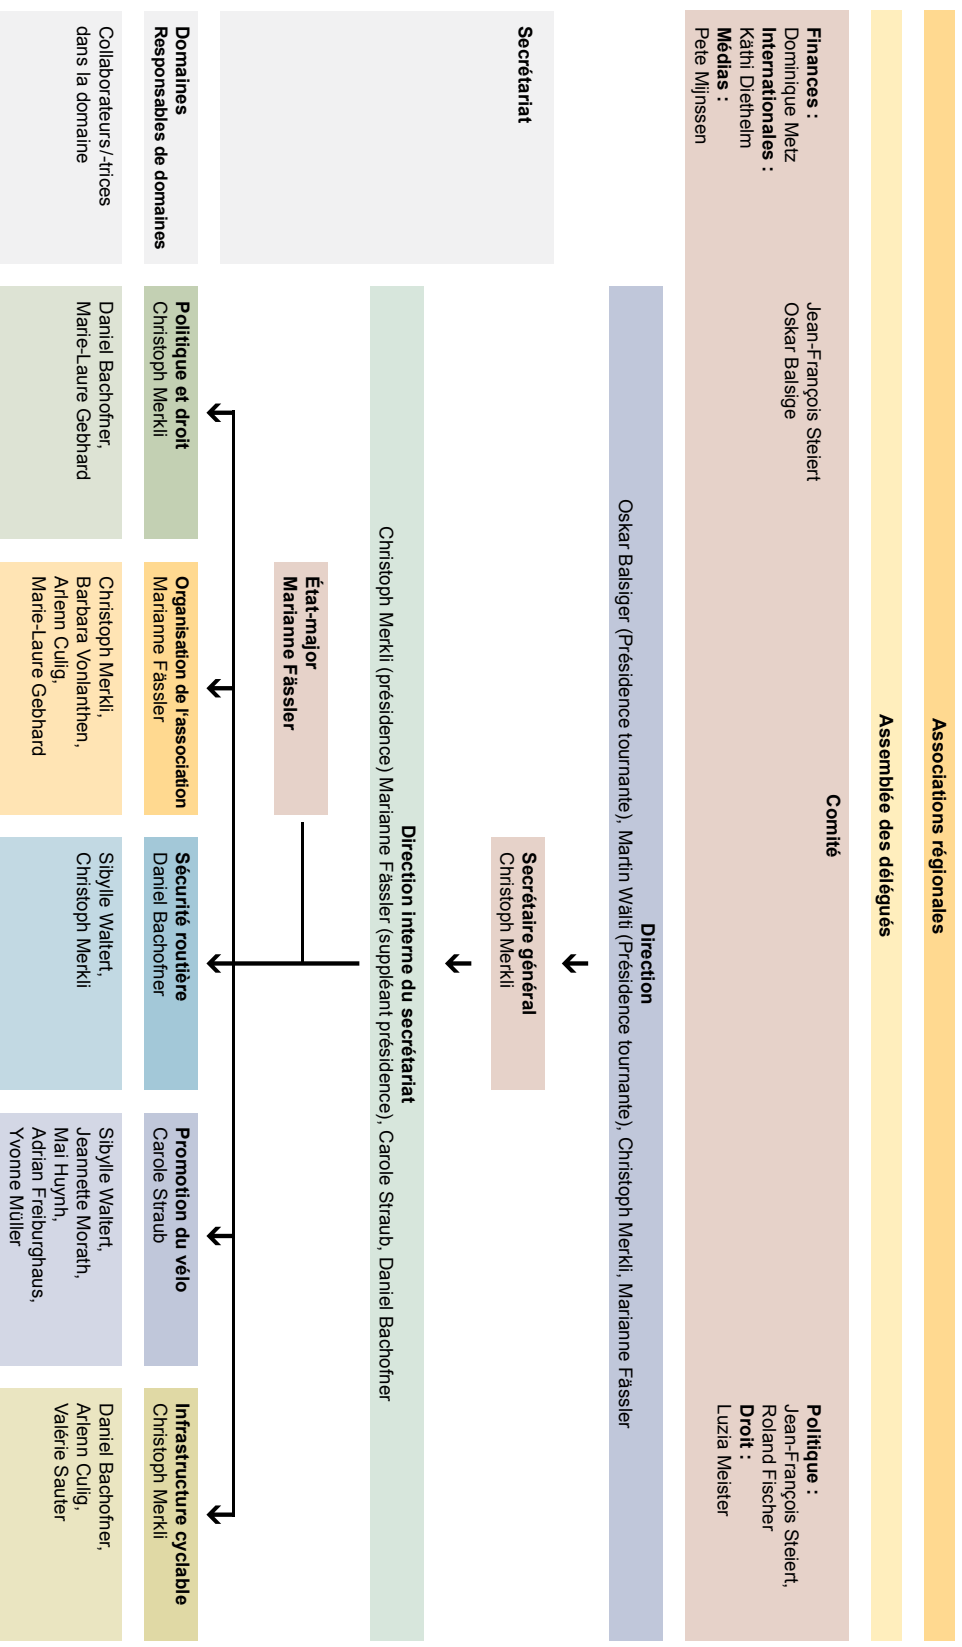 Associations régionales
Assemblée des délégués
Comité
Finances :
Dominique Metz
Internationales :
Käthi Diethelm
Médias :
Pete Mijnssen
Jean-François Steiert
Oskar Balsige
Politique :
Jean-François Steiert,
Roland Fischer
Droit :
Luzia Meister
Direction
Oskar Balsiger (Présidence tournante), Martin Wälti (Présidence tournante), Christoph Merkli, Marianne Fässler
Secrétariat
Secrétaire général
Christoph Merkli
Direction interne du secrétariat
Christoph Merkli (présidence) Marianne Fässler (suppléant présidence), Carole Straub, Daniel Bachofner
État-major
Marianne Fässler
Domaines
Responsables de domaines
Politique et droit
Christoph Merkli
Organisation de l'association
Marianne Fässler
Sécurité routière
Daniel Bachofner
Promotion du vélo
Carole Straub
Infrastructure cyclable
Christoph Merkli
Collaborateurs/-trices
dans la domaine
Daniel Bachofner,
Marie-Laure Gebhard
Christoph Merkli,
Barbara Vonlanthen,
Arlenn Culig,
Marie-Laure Gebhard
Sibylle Waltert,
Christoph Merkli
Sibylle Waltert,
Jeannette Morath,
Mai Huynh,
Adrian Freiburghaus,
Yvonne Müller
Daniel Bachofner,
Arlenn Culig,
Valérie Sauter